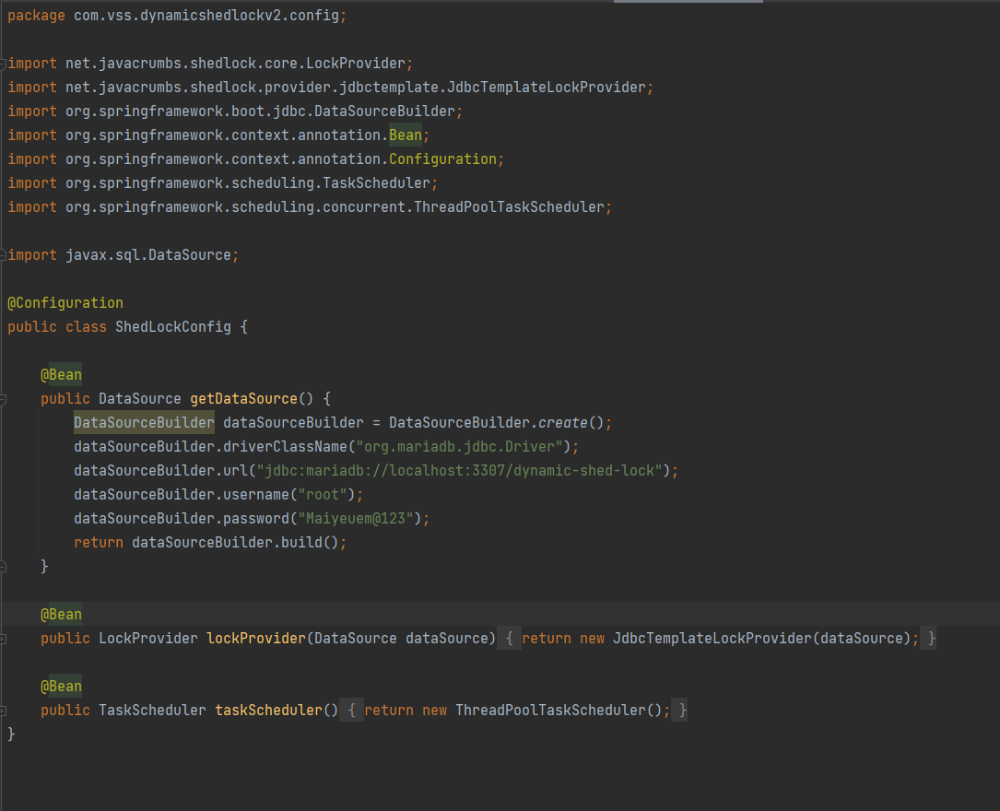 package com.vss.dynamicshedlockv2.config;
import net.javacrumbs.shedlock.core.LockProvider;
import net.javacrumbs.shedlock.provider.jdbctemplate.JdbcTemplateLockProvider;
import org.springframework.boot.jdbc.DataSourceBuilder;
import org.springframework.context.annotation.Bean;
import org.springframework.context.annotation.Configuration;
import org.springframework.scheduling.TaskScheduler;
import org.springframework.scheduling.concurrent.ThreadPoolTaskScheduler;
import javax.sql.DataSource;
@Configuration
public class ShedLockConfig {
@Bean
public DataSource getDataSource() {
DataSourceBuilder dataSourceBuilder = DataSourceBuilder.create();
dataSourceBuilder.driverClassName("org.mariadb.jdbc.Driver");
dataSourceBuilder.url("jdbc:mariadb://localhost:3307/dynamic-shed-lock");
dataSourceBuilder.username("root");
dataSourceBuilder.password("Maiyeuem@123");
return dataSourceBuilder.build();
}
@Bean
public LockProvider lockProvider(DataSource dataSource) { return new JdbcTemplateLockProvider(dataSource); }
@Bean
public TaskScheduler taskScheduler() { return new ThreadPoolTaskScheduler(); }
}